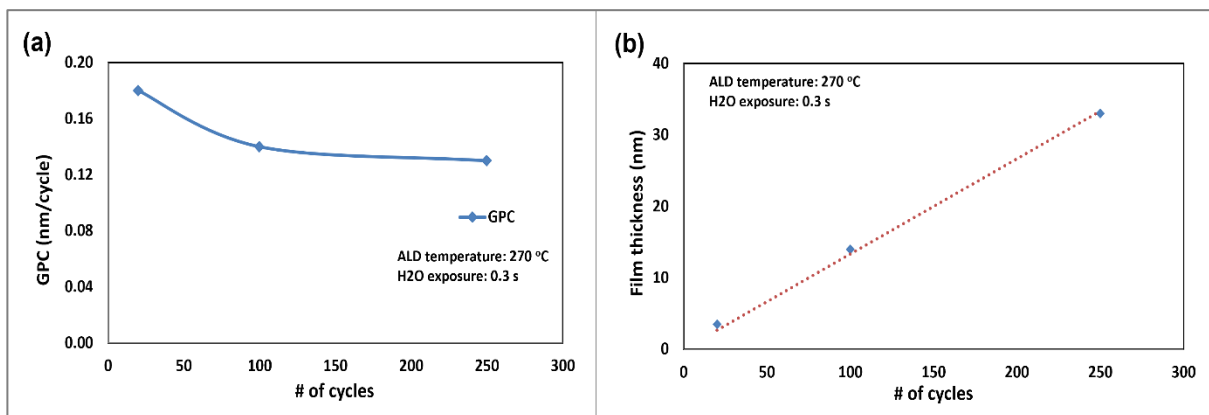 (a)
0.20
0.16
0.12
0.08
0.04
0.00
GPC (nm/cycle)
GPC
ALD temperature: 270 °C
H2O exposure: 0.3 s
0 50 100 150 200 250 300
# of cycles
(b)
40
30
20
10
0
Film thickness (nm)
ALD temperature: 270 °C
H2O exposure: 0.3 s
0 50 100 150 200 250 300
# of cycles